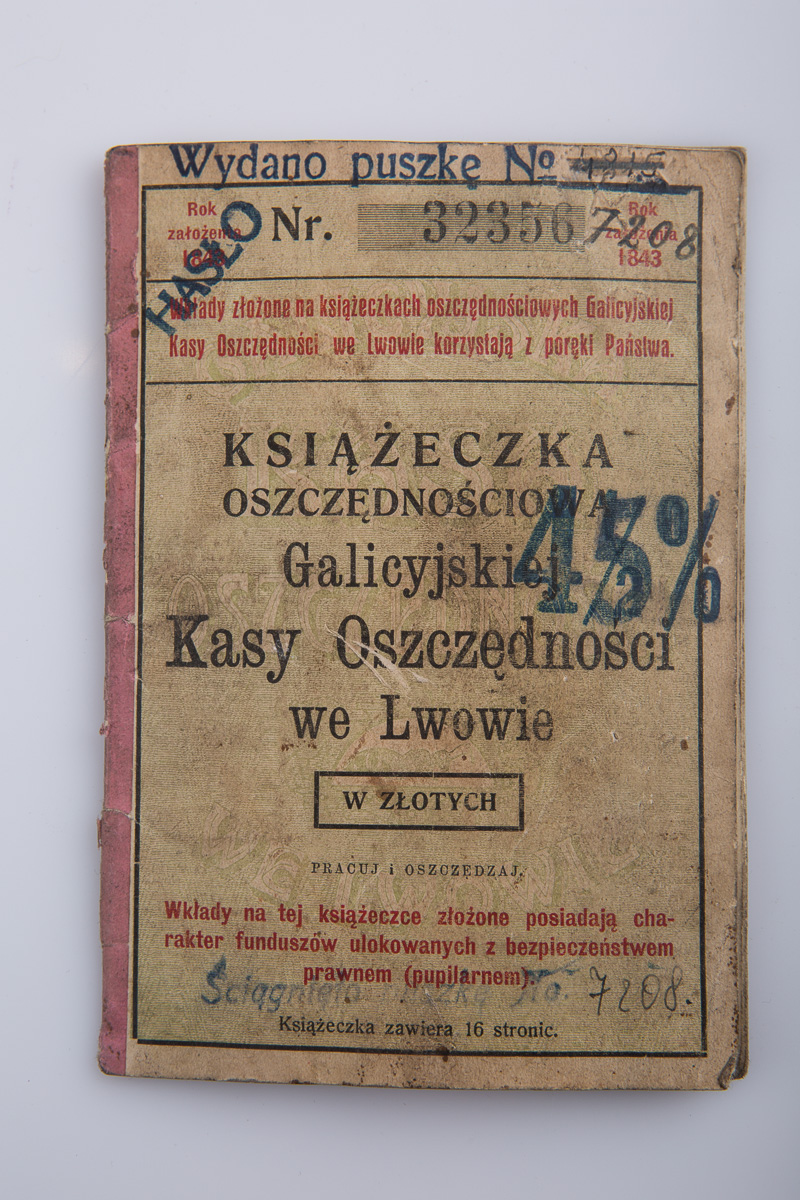 Wydano puszkę No
HASŁO
Rok założenia 1843
Nr. 32356
7208
Rok założenia 1843
Wkłady złożone na książeczkach oszczędnościowych Galicyjskiej
Kasy Oszczędności we Lwowie korzystają z poręki Państwa.
KSIĄŻECZKA
OSZCZĘDNOŚCIOWA
Galicyjskiej
Kasy Oszczędności
we Lwowie
W ZŁOTYCH
PRACUJ i OSZCZĘDZAJ.
Wkłady na tej książeczce złożone posiadają cha-
rakter funduszów ulokowanych z bezpieczeństwem
prawnem (pupilarnem).
Ściągnięto puszkę No. 7208.
Książeczka zawiera 16 stronic.